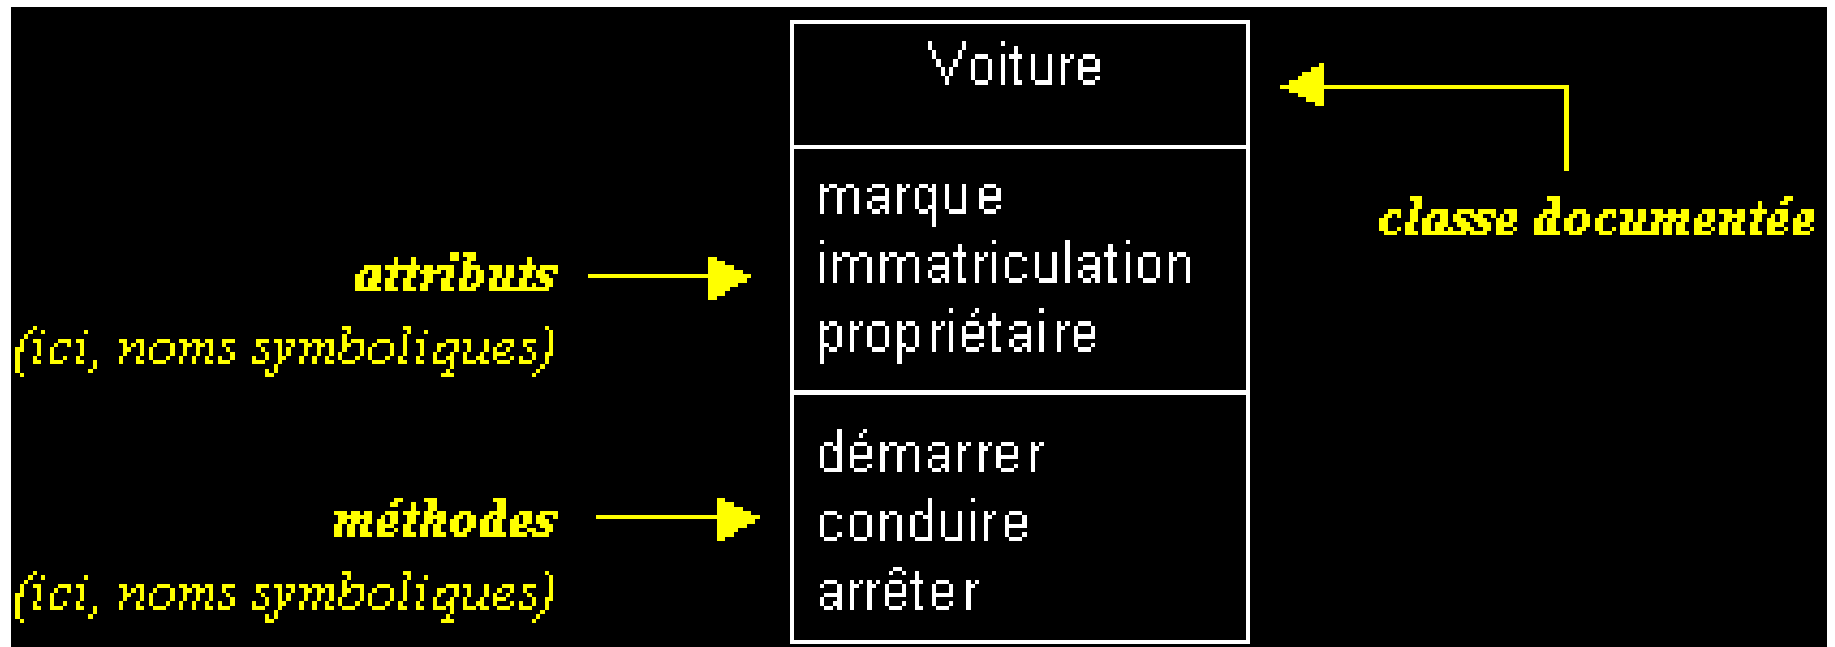 Voiture
classe documentée
marque
immatriculation
propriétaire
attributs
(ici, noms symboliques)
démarrer
conduire
arrêter
méthodes
(ici, noms symboliques)